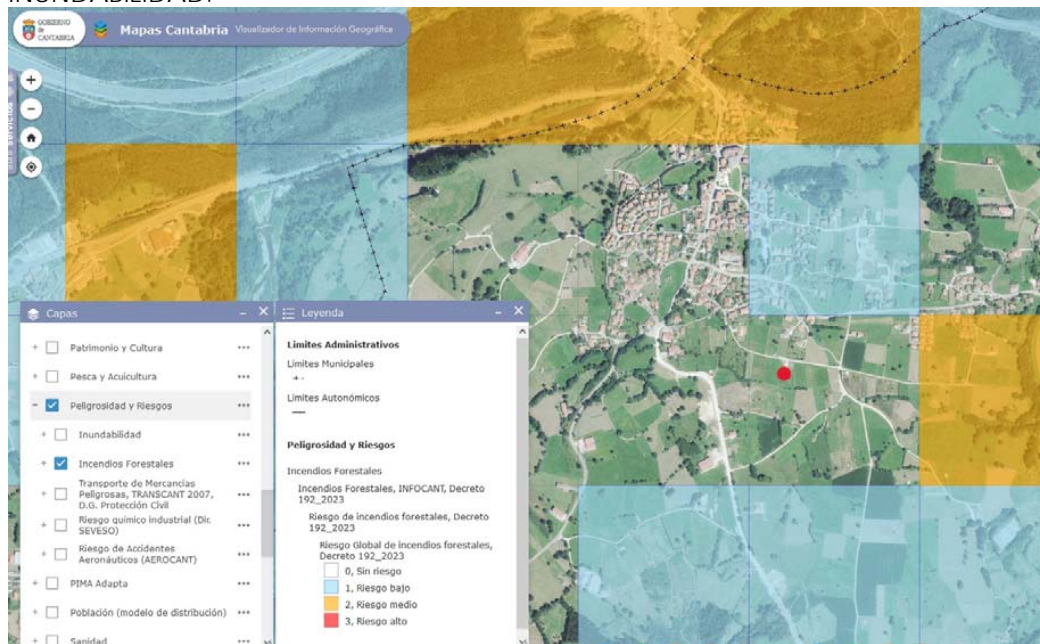 INUNDABILIDAD?
GOBIERNO
de
CANTABRIA
Mapas Cantabria Visualizador de Información Geográfica
Capas
Patrimonio y Cultura
Pesca y Acuicultura
Peligrosidad y Riesgos
Inundabilidad
Incendios Forestales
Transporte de Mercancias
Peligrosas, TRANSCANT 2007,
D.G. Protección Civil
Riesgo químico industrial (Dir.
SEVESO)
Riesgo de Accidentes
Aeronáuticos (AEROCANT)
PIMA Adapta
Población (modelo de distribución)
Sanidad
Leyenda
Limites Administrativos
Limites Municipales
Limites Autonómicos
Peligrosidad y Riesgos
Incendios Forestales
Incendios Forestales, INFOCANT, Decreto
192_2023
Riesgo de incendios forestales, Decreto
192_2023
Riesgo Global de incendios forestales,
Decreto 192_2023
0, Sin riesgo
1, Riesgo bajo
2, Riesgo medio
3, Riesgo alto